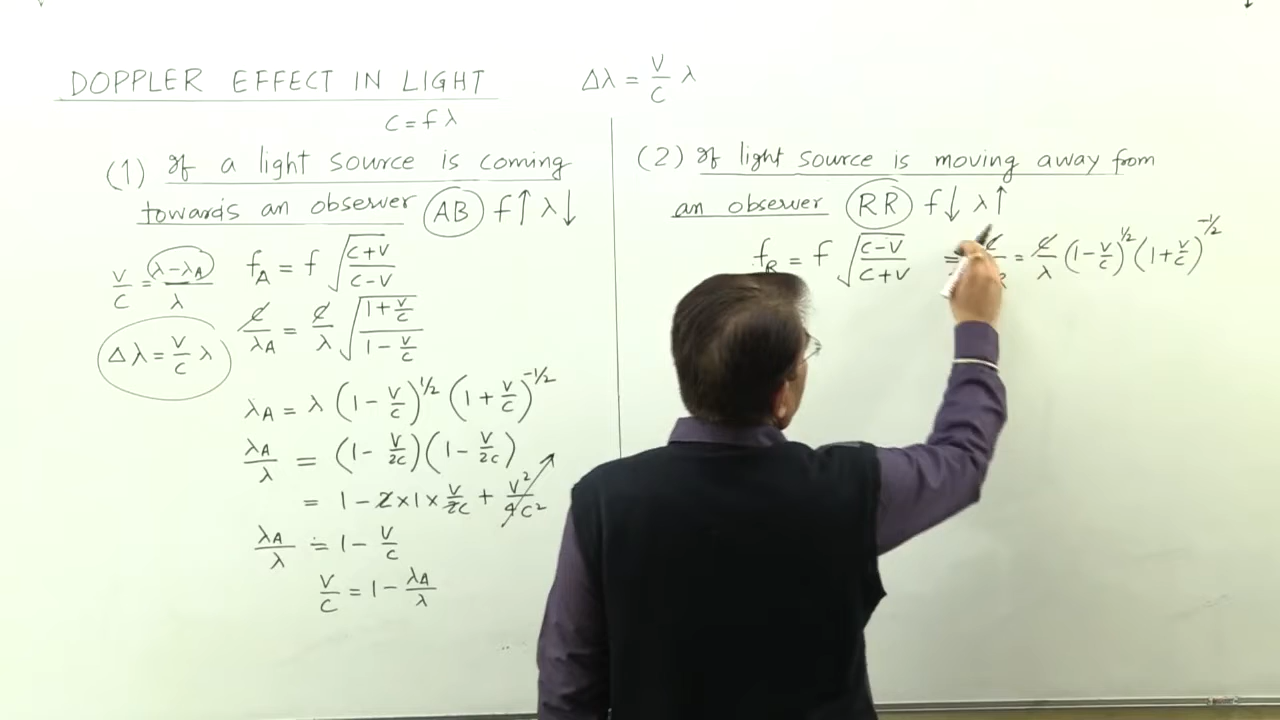 DOPPLER EFFECT IN LIGHT
Δλ = V/C λ
C = f λ
(1) If a light source is coming
towards an observer (AB) f↑ λ↓
V/C = (λ − λA)/λ
fA = f √((C+V)/(C−V))
Δλ = V/C λ
C/λA = C/λ √((1 + V/C)/(1 − V/C))
λA = λ (1 − V/C)^1/2 (1 + V/C)^−1/2
λA/λ = (1 − V/2C)(1 − V/2C)
= 1 − 2×1× V/2C + V²/4C²
λA/λ ≐ 1 − V/C
V/C = 1 − λA/λ
(2) If light source is moving away from
an observer (RR) f↓ λ↑
fR = f √((C−V)/(C+V))
= C/λ (1 − V/C)^1/2 (1 + V/C)^−1/2